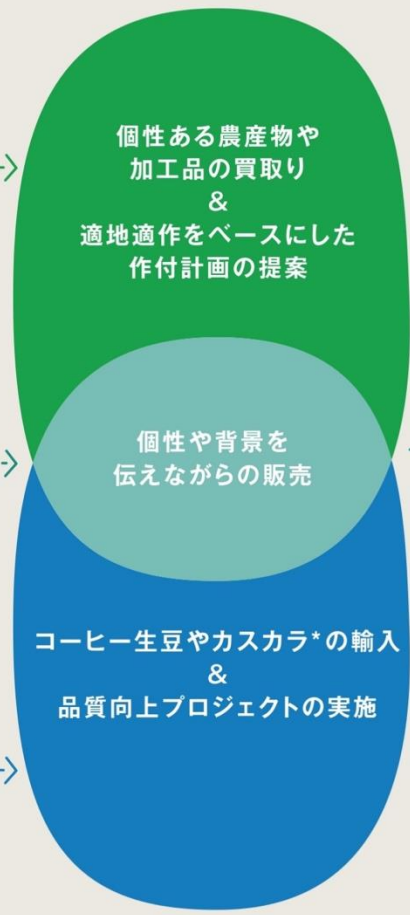 個性ある農産物や
加工品の買取り
&
適地適作をベースにした
作付計画の提案
個性や背景を
伝えながらの販売
コーヒー生豆やカスカラ*の輸入
&
品質向上プロジェクトの実施